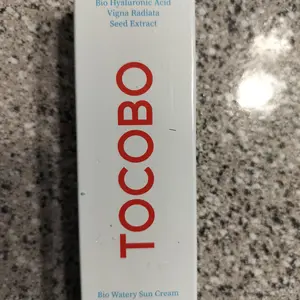 Bio Hyaluronic Acid
Vigna Radiata
Seed Extract
TOCOBO
Bio Watery Sun Cream